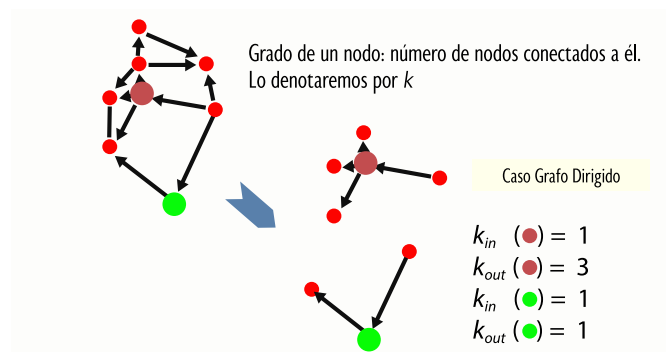 Grado de un nodo: número de nodos conectados a él.
Lo denotaremos por k
Caso Grafo Dirigido
k_in ( ) = 1
k_out ( ) = 3
k_in ( ) = 1
k_out ( ) = 1